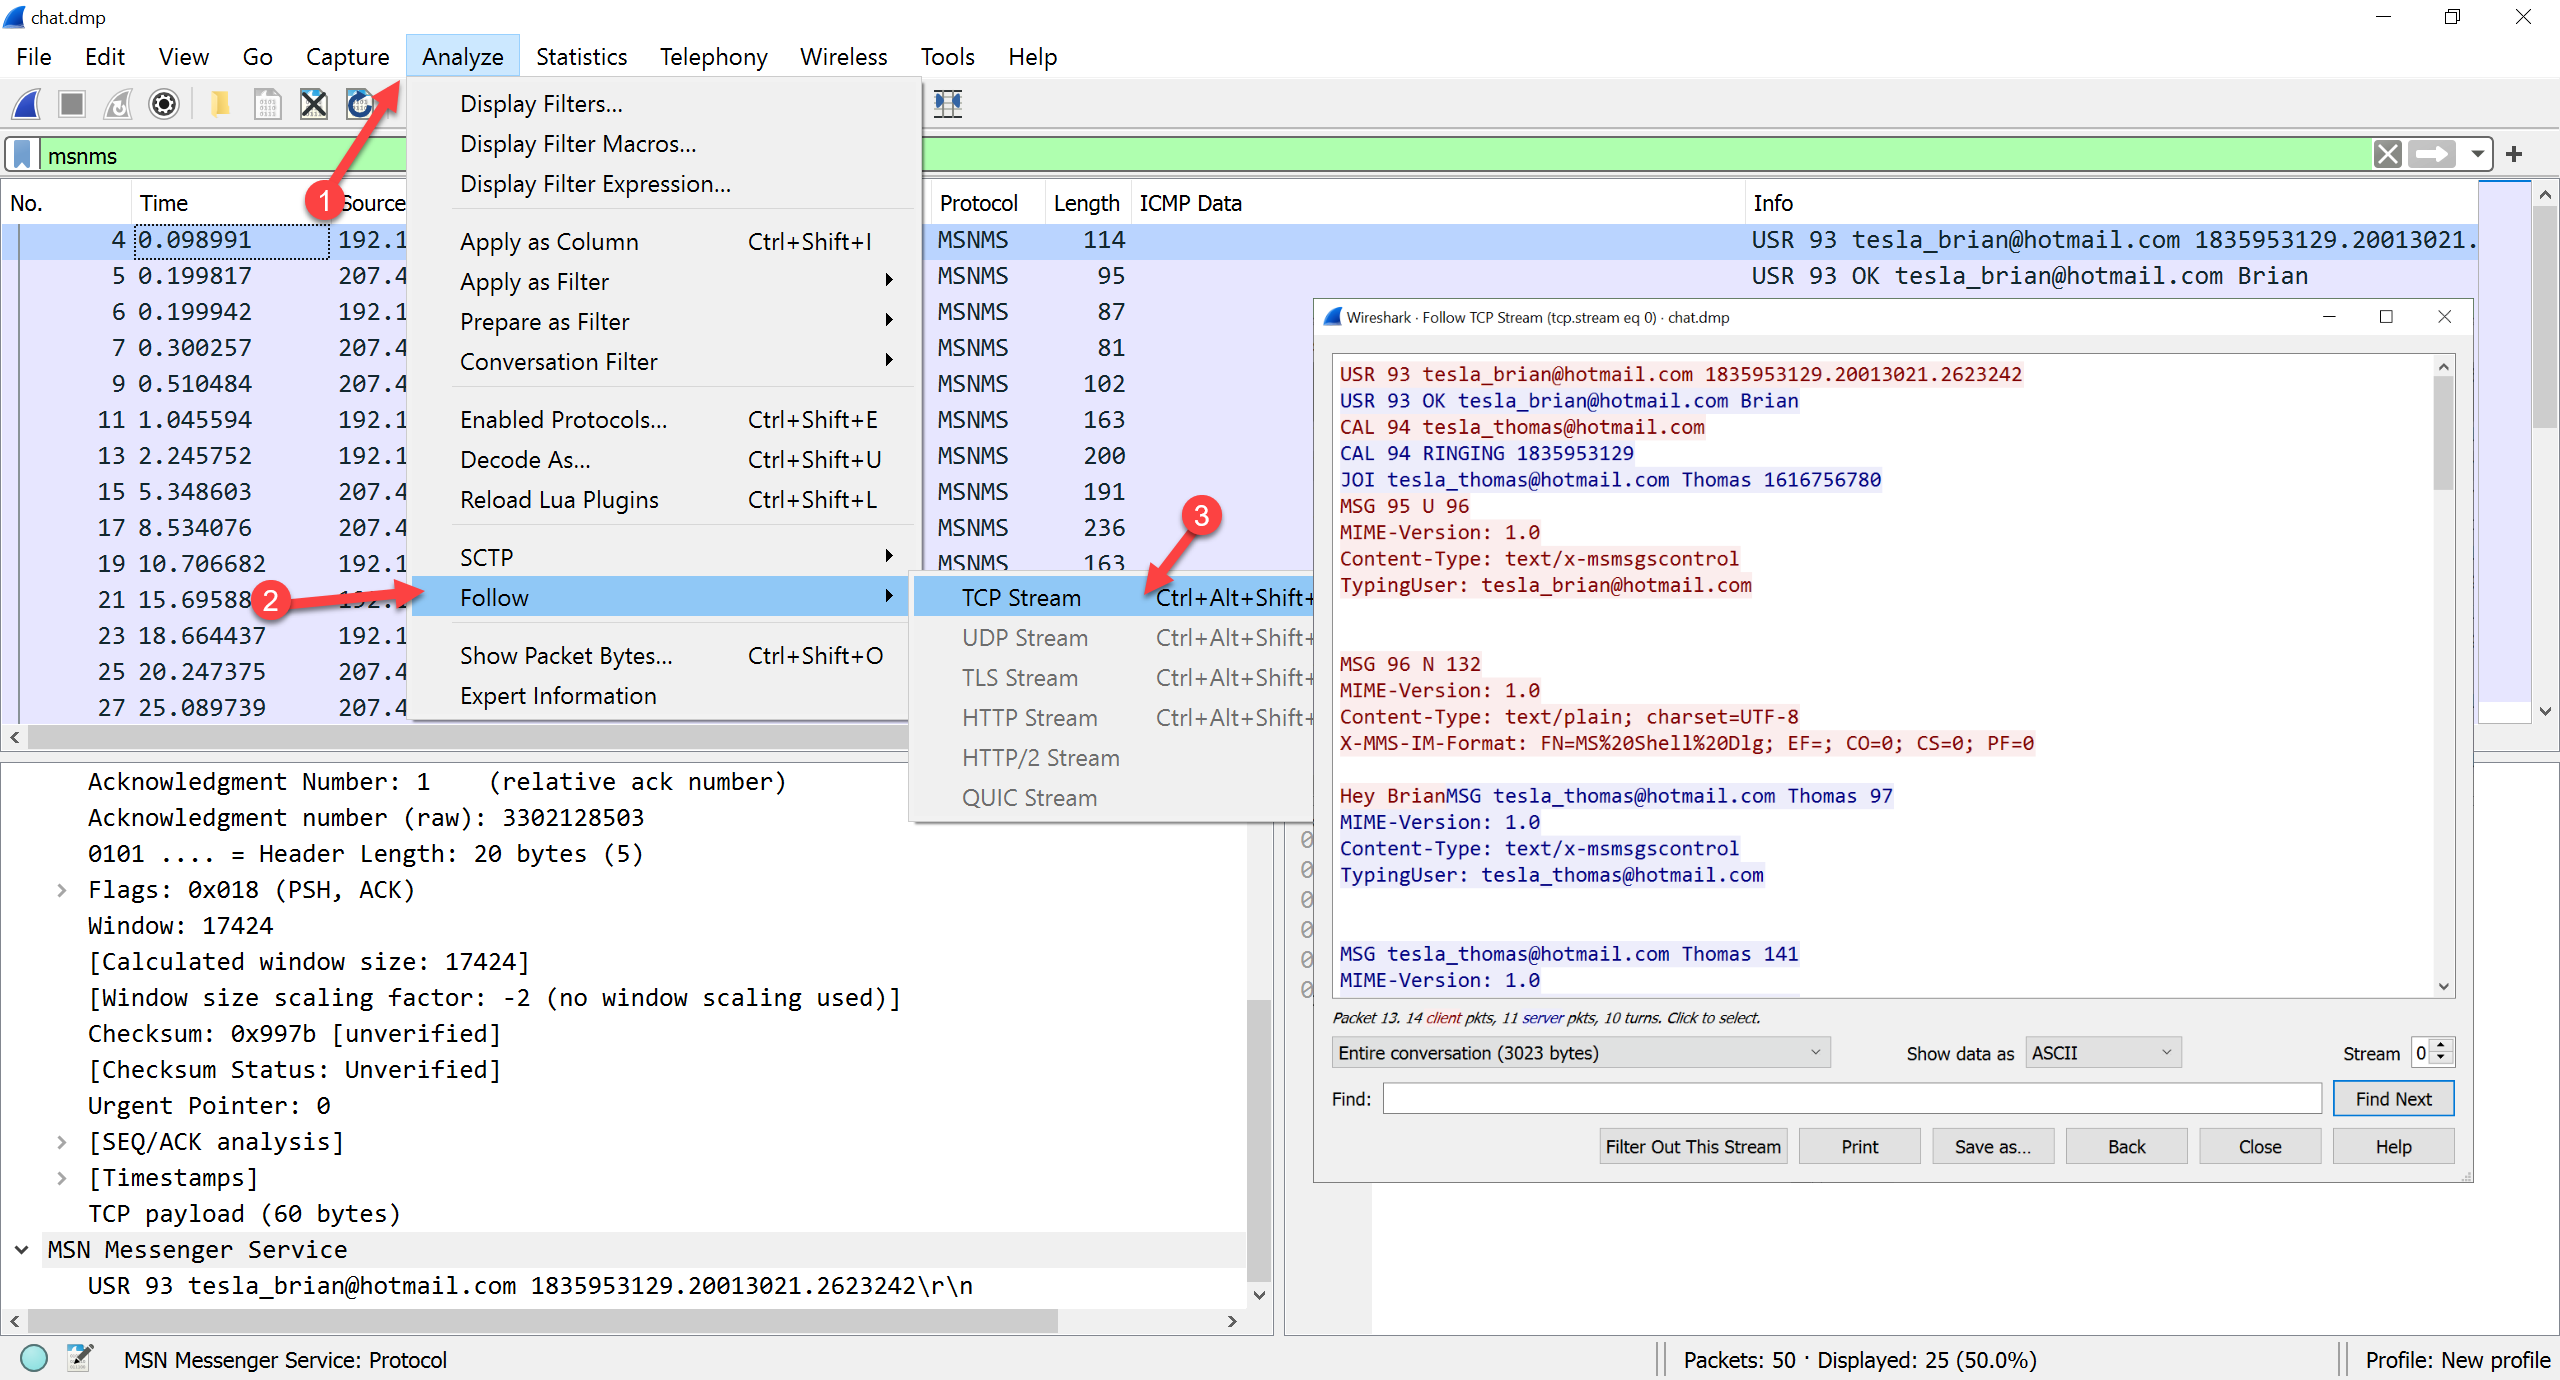 chat.dmp
File Edit View Go Capture Analyze Statistics Telephony Wireless Tools Help
msnms
No. Time Source Protocol Length ICMP Data Info
4 0.098991 192.1 MSNMS 114 USR 93 tesla_brian@hotmail.com 1835953129.20013021.
5 0.199817 207.4 MSNMS 95 USR 93 OK tesla_brian@hotmail.com Brian
6 0.199942 192.1 MSNMS 87
7 0.300257 207.4 MSNMS 81
9 0.510484 207.4 MSNMS 102
11 1.045594 192.1 MSNMS 163
13 2.245752 192.1 MSNMS 200
15 5.348603 207.4 MSNMS 191
17 8.534076 207.4 MSNMS 236
19 10.706682 192.1 MSNMS 163
21 15.69588 192.1
23 18.664437 192.1
25 20.247375 207.4
27 25.089739 207.4
1
2
3
Display Filters...
Display Filter Macros...
Display Filter Expression...
Apply as Column Ctrl+Shift+I
Apply as Filter
Prepare as Filter
Conversation Filter
Enabled Protocols... Ctrl+Shift+E
Decode As... Ctrl+Shift+U
Reload Lua Plugins Ctrl+Shift+L
SCTP
Follow
Show Packet Bytes... Ctrl+Shift+O
Expert Information
TCP Stream Ctrl+Alt+Shift+
UDP Stream Ctrl+Alt+Shift+
TLS Stream Ctrl+Alt+Shift+
HTTP Stream Ctrl+Alt+Shift+
HTTP/2 Stream
QUIC Stream
Acknowledgment Number: 1 (relative ack number)
Acknowledgment number (raw): 3302128503
0101 .... = Header Length: 20 bytes (5)
Flags: 0x018 (PSH, ACK)
Window: 17424
[Calculated window size: 17424]
[Window size scaling factor: -2 (no window scaling used)]
Checksum: 0x997b [unverified]
[Checksum Status: Unverified]
Urgent Pointer: 0
[SEQ/ACK analysis]
[Timestamps]
TCP payload (60 bytes)
MSN Messenger Service
USR 93 tesla_brian@hotmail.com 1835953129.20013021.2623242\r\n
0
0
0
0
0
0
Wireshark · Follow TCP Stream (tcp.stream eq 0) · chat.dmp
USR 93 tesla_brian@hotmail.com 1835953129.20013021.2623242
USR 93 OK tesla_brian@hotmail.com Brian
CAL 94 tesla_thomas@hotmail.com
CAL 94 RINGING 1835953129
JOI tesla_thomas@hotmail.com Thomas 1616756780
MSG 95 U 96
MIME-Version: 1.0
Content-Type: text/x-msmsgscontrol
TypingUser: tesla_brian@hotmail.com
MSG 96 N 132
MIME-Version: 1.0
Content-Type: text/plain; charset=UTF-8
X-MMS-IM-Format: FN=MS%20Shell%20Dlg; EF=; CO=0; CS=0; PF=0
Hey BrianMSG tesla_thomas@hotmail.com Thomas 97
MIME-Version: 1.0
Content-Type: text/x-msmsgscontrol
TypingUser: tesla_thomas@hotmail.com
MSG tesla_thomas@hotmail.com Thomas 141
MIME-Version: 1.0
Packet 13. 14 client pkts, 11 server pkts, 10 turns. Click to select.
Entire conversation (3023 bytes) Show data as ASCII Stream 0
Find: Find Next
Filter Out This Stream Print Save as... Back Close Help
MSN Messenger Service: Protocol Packets: 50 · Displayed: 25 (50.0%) Profile: New profile